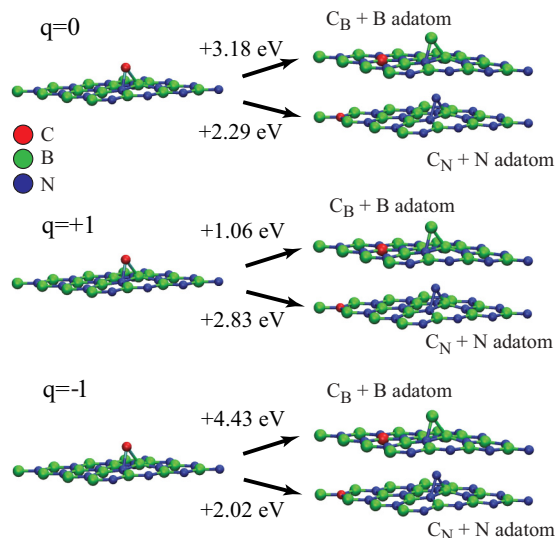 q=0
C_B + B adatom
+3.18 eV
+2.29 eV
C_N + N adatom
C
B
N
q=+1
C_B + B adatom
+1.06 eV
+2.83 eV
C_N + N adatom
q=-1
C_B + B adatom
+4.43 eV
+2.02 eV
C_N + N adatom